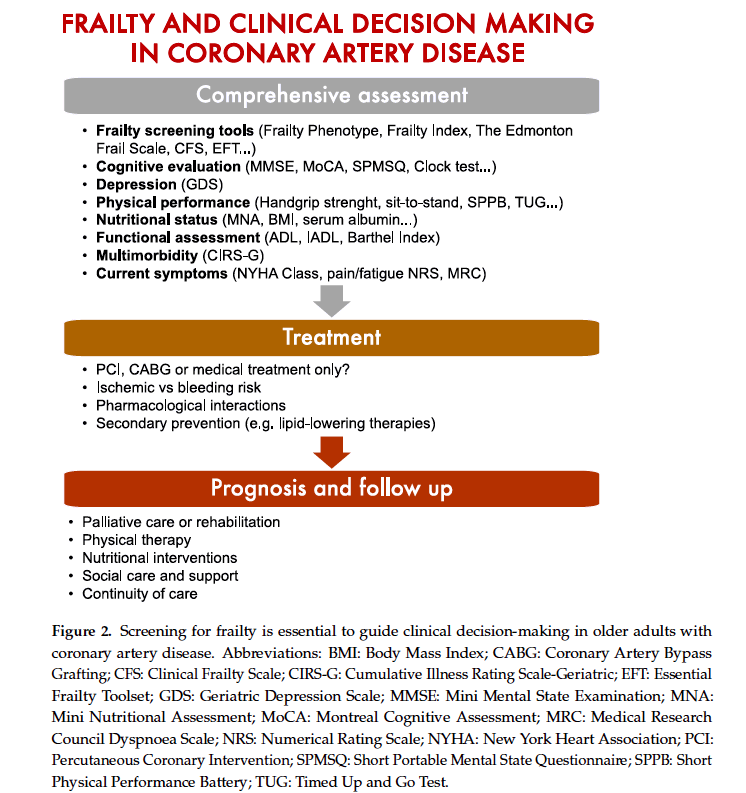 FRAILTY AND CLINICAL DECISION MAKING
IN CORONARY ARTERY DISEASE
Comprehensive assessment
• Frailty screening tools (Frailty Phenotype, Frailty Index, The Edmonton
Frail Scale, CFS, EFT...)
• Cognitive evaluation (MMSE, MoCA, SPMSQ, Clock test...)
• Depression (GDS)
• Physical performance (Handgrip strenght, sit-to-stand, SPPB, TUG...)
• Nutritional status (MNA, BMI, serum albumin...)
• Functional assessment (ADL, IADL, Barthel Index)
• Multimorbidity (CIRS-G)
• Current symptoms (NYHA Class, pain/fatigue NRS, MRC)
Treatment
• PCI, CABG or medical treatment only?
• Ischemic vs bleeding risk
• Pharmacological interactions
• Secondary prevention (e.g. lipid-lowering therapies)
Prognosis and follow up
• Palliative care or rehabilitation
• Physical therapy
• Nutritional interventions
• Social care and support
• Continuity of care
Figure 2. Screening for frailty is essential to guide clinical decision-making in older adults with
coronary artery disease. Abbreviations: BMI: Body Mass Index; CABG: Coronary Artery Bypass
Grafting; CFS: Clinical Frailty Scale; CIRS-G: Cumulative Illness Rating Scale-Geriatric; EFT: Essential
Frailty Toolset; GDS: Geriatric Depression Scale; MMSE: Mini Mental State Examination; MNA:
Mini Nutritional Assessment; MoCA: Montreal Cognitive Assessment; MRC: Medical Research
Council Dyspnoea Scale; NRS: Numerical Rating Scale; NYHA: New York Heart Association; PCI:
Percutaneous Coronary Intervention; SPMSQ: Short Portable Mental State Questionnaire; SPPB: Short
Physical Performance Battery; TUG: Timed Up and Go Test.